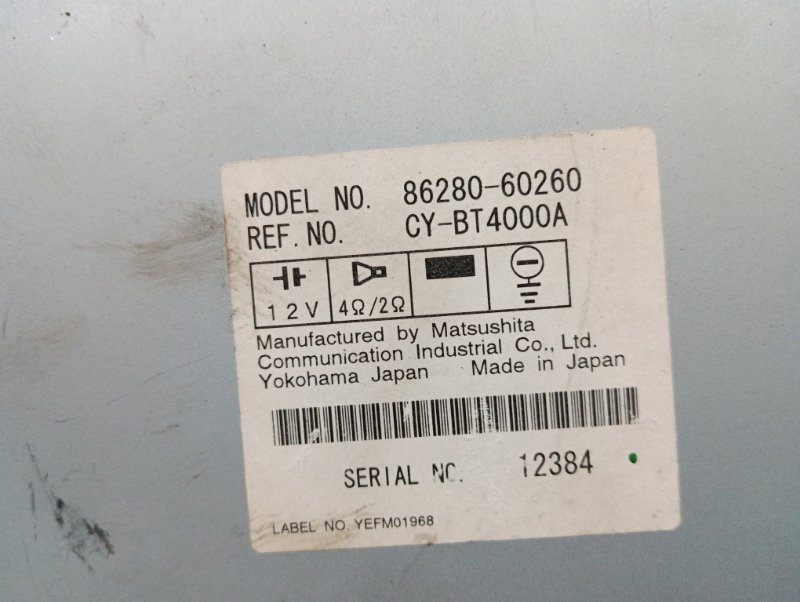 MODEL NO. 86280-60260
REF. NO. CY-BT4000A
12V 4Ω/2Ω
Manufactured by Matsushita
Communication Industrial Co., Ltd.
Yokohama Japan Made in Japan
SERIAL NO. 12384
LABEL NO. YEFM01968